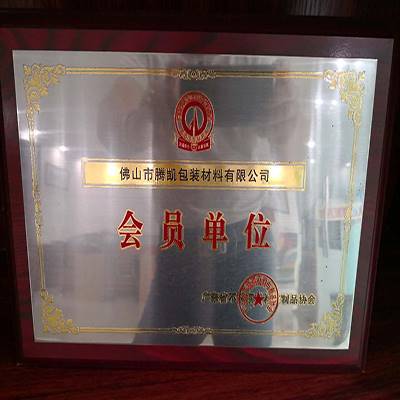 佛山市腾凯包装材料有限公司
会员单位
制品协会